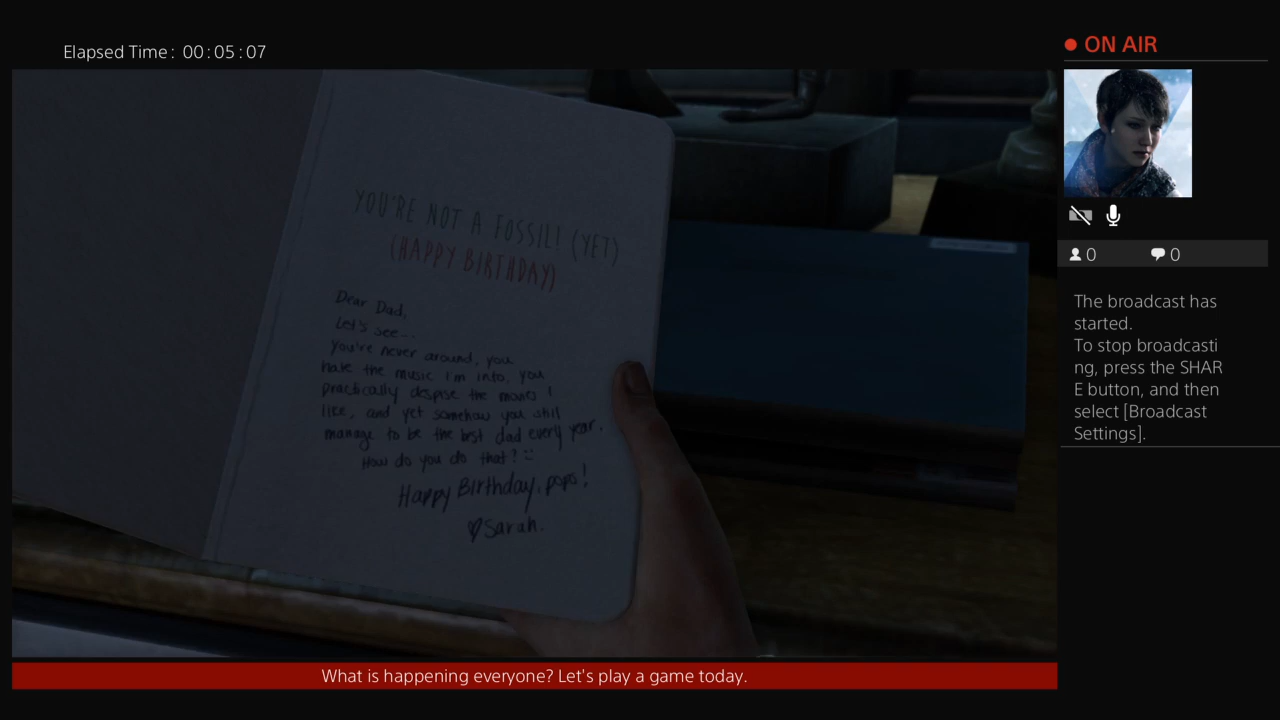 Elapsed Time: 00:05:07
ON AIR
YOU'RE NOT A FOSSIL! (YET)
(HAPPY BIRTHDAY)
Dear Dad,
Let's see...
you're never around, you
hate the music i'm into, you
practically despise the movies i
like, and yet somehow you still
manage to be the best dad every year.
How do you do that? :)
Happy Birthday, pops!
♡ Sarah.
0
0
The broadcast has
started.
To stop broadcasti
ng, press the SHAR
E button, and then
select [Broadcast
Settings].
What is happening everyone? Let's play a game today.